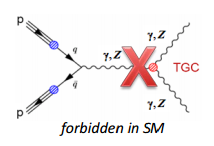 p
γ,Z
q
γ,Z
TGC
q̄
p
γ,Z
forbidden in SM